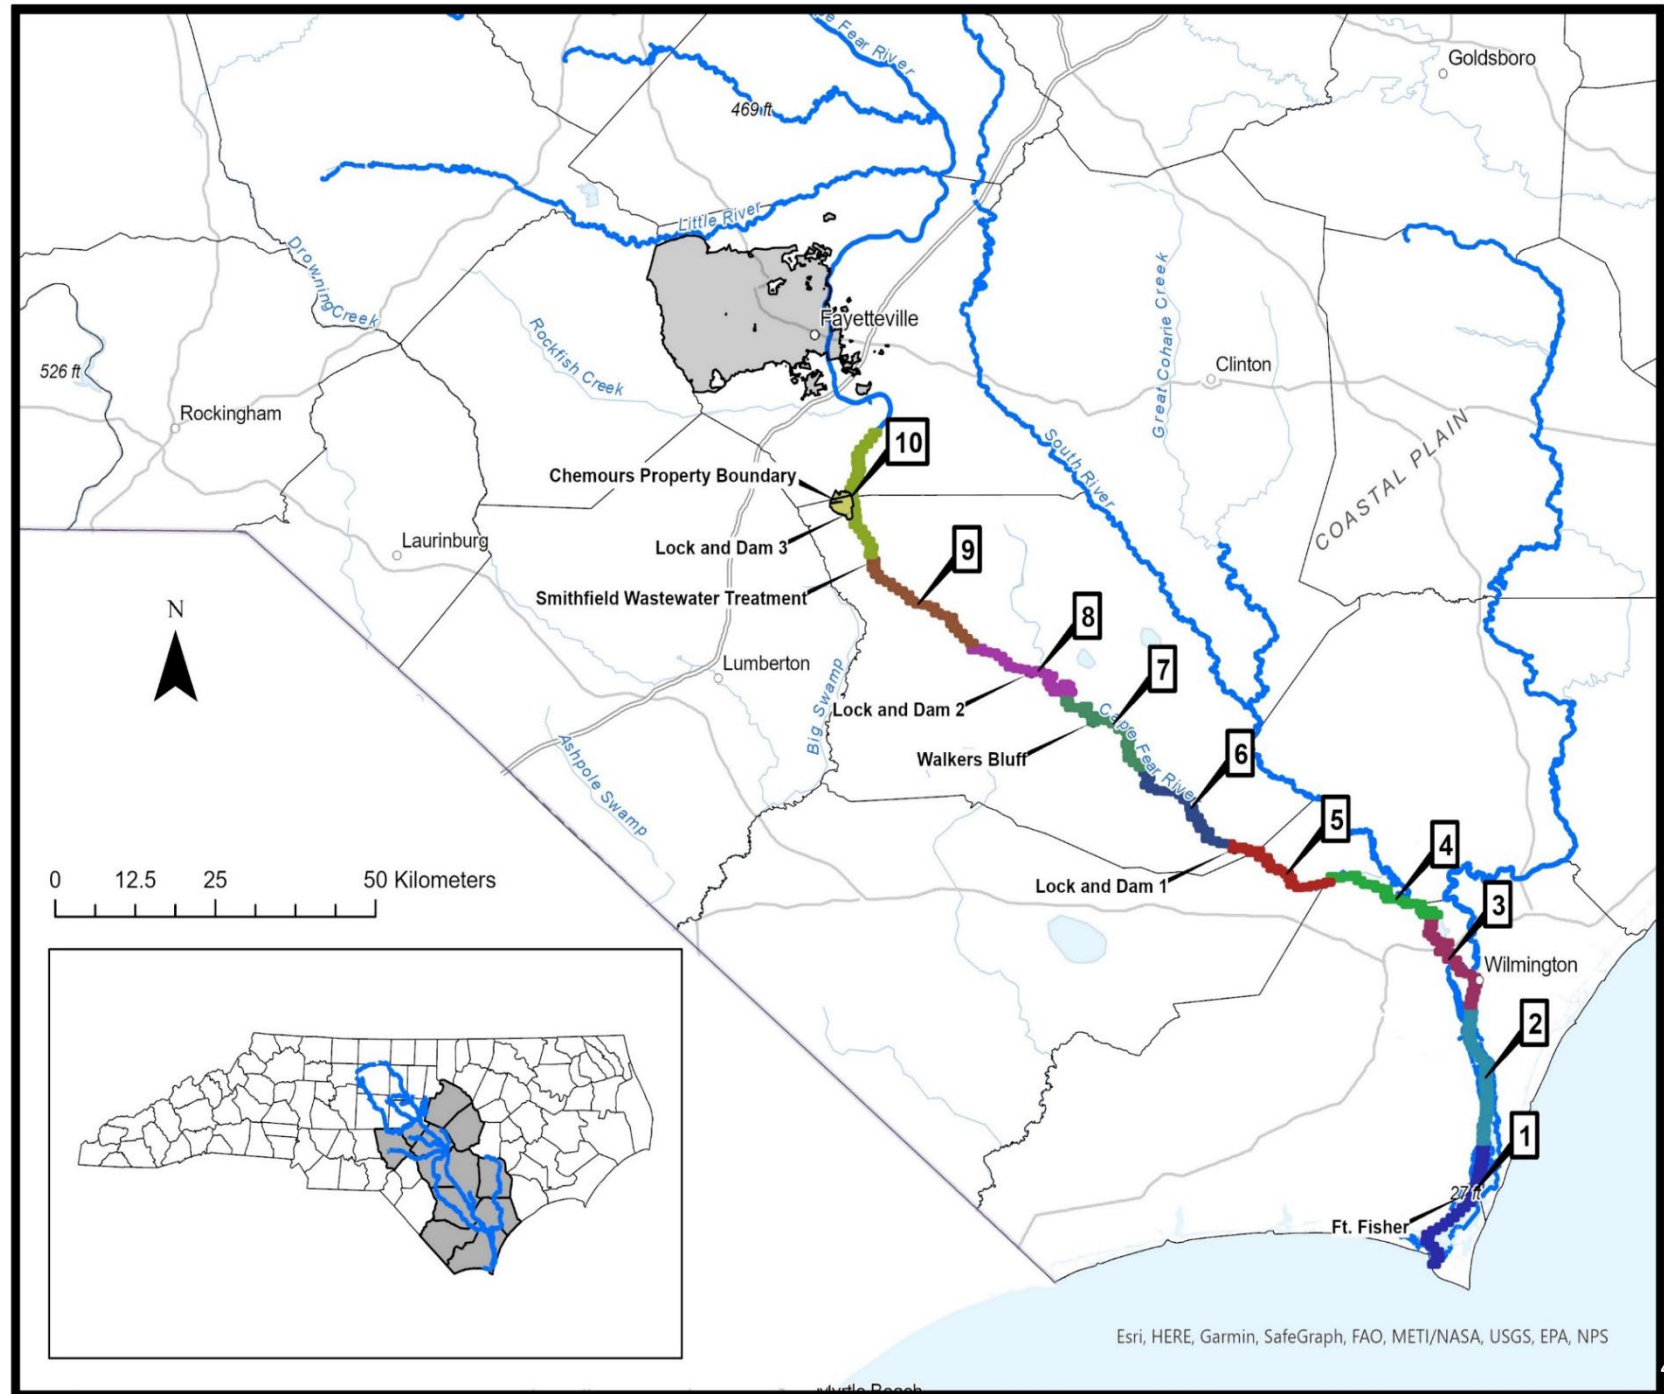 Cape Fear River
Goldsboro
469 ft
Little River
Drowning Creek
Great Coharie Creek
Fayetteville
Rockfish Creek
526 ft
Clinton
Rockingham
COASTAL PLAIN
South River
10
Chemours Property Boundary
Laurinburg
Lock and Dam 3
9
Smithfield Wastewater Treatment
N
8
Lumberton
7
Big Swamp
Lock and Dam 2
Cape Fear River
Walkers Bluff
6
Ashpole Swamp
5
4
0 12.5 25 50 Kilometers
Lock and Dam 1
3
Wilmington
2
1
27 ft
Ft. Fisher
Esri, HERE, Garmin, SafeGraph, FAO, METI/NASA, USGS, EPA, NPS
Myrtle Beach